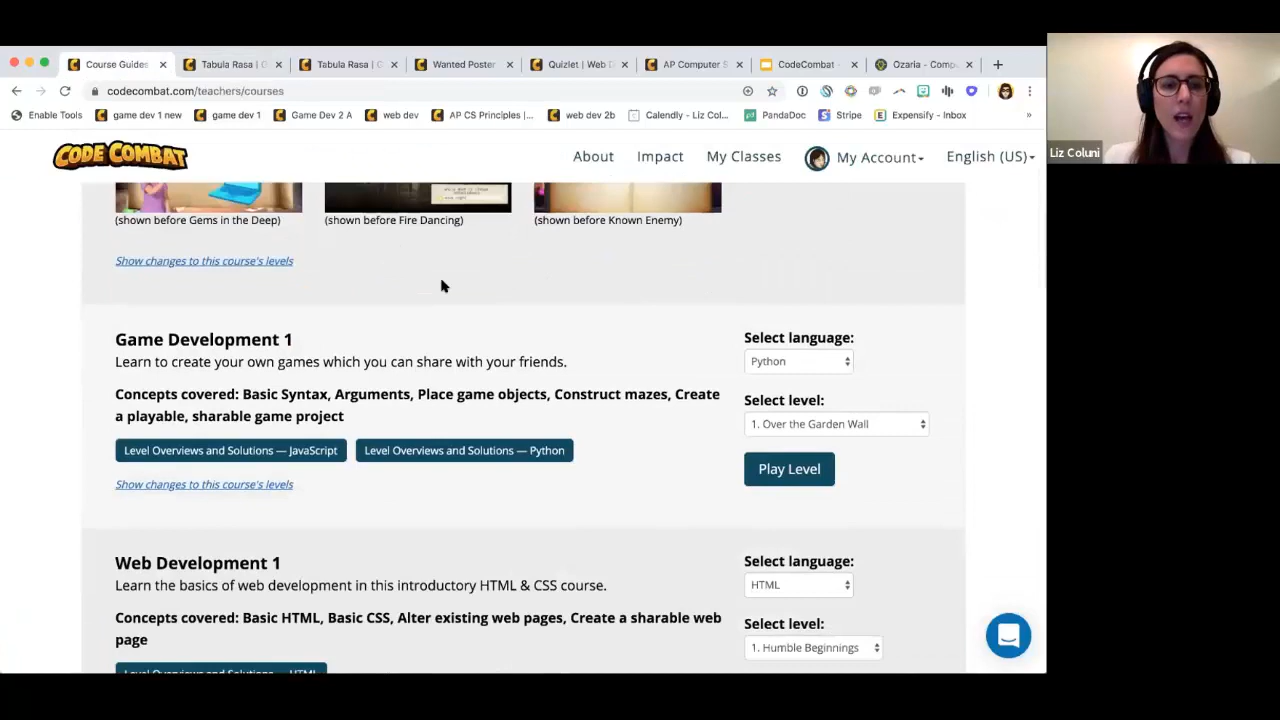 Course Guides
Tabula Rasa | G
Tabula Rasa | G
Wanted Poster
Quizlet | Web D
AP Computer S
CodeCombat -
Ozaria - Comp
codecombat.com/teachers/courses
Enable Tools
game dev 1 new
game dev 1
Game Dev 2 A
web dev
AP CS Principles |...
web dev 2b
Calendly - Liz Col...
PandaDoc
Stripe
Expensify - Inbox
»
CODE COMBAT
About
Impact
My Classes
My Account
English (US)
Liz Coluni
(shown before Gems in the Deep)
(shown before Fire Dancing)
(shown before Known Enemy)
Show changes to this course's levels
Game Development 1
Learn to create your own games which you can share with your friends.
Concepts covered: Basic Syntax, Arguments, Place game objects, Construct mazes, Create
a playable, sharable game project
Level Overviews and Solutions — JavaScript
Level Overviews and Solutions — Python
Show changes to this course's levels
Select language:
Python
Select level:
1. Over the Garden Wall
Play Level
Web Development 1
Learn the basics of web development in this introductory HTML & CSS course.
Concepts covered: Basic HTML, Basic CSS, Alter existing web pages, Create a sharable web
page
Level Overviews and Solutions — HTML
Select language:
HTML
Select level:
1. Humble Beginnings